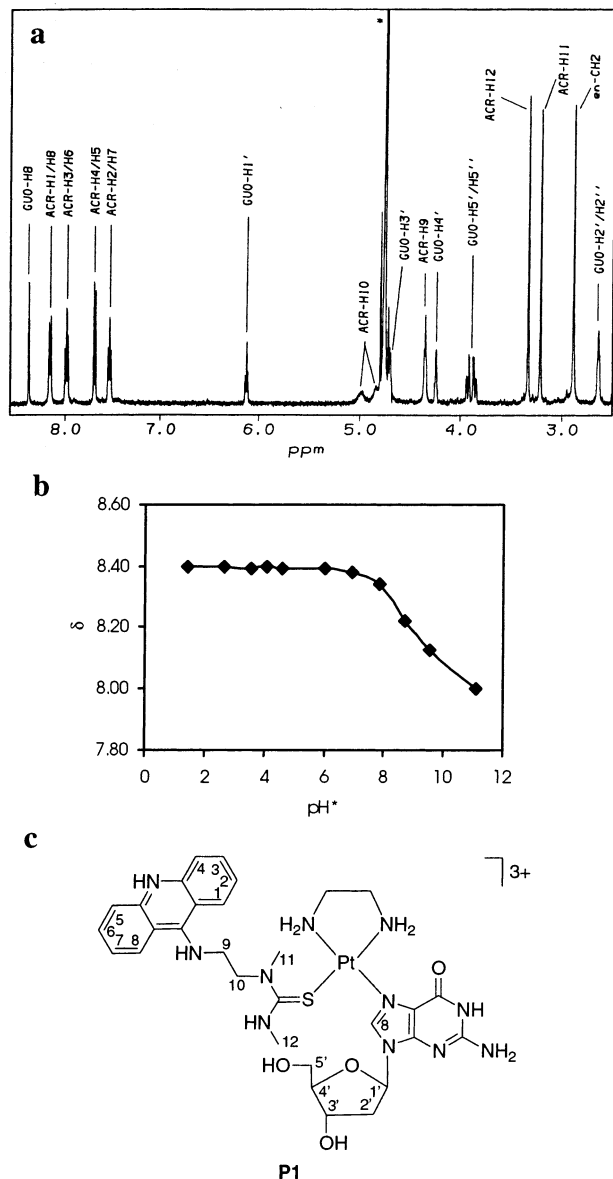 a
*
GUO-H8
ACR-H1/H8
ACR-H3/H6
ACR-H4/H5
ACR-H2/H7
GUO-H1'
ACR-H10
GUO-H3'
ACR-H9
GUO-H4'
GUO-H5'/H5''
ACR-H12
ACR-H11
en-CH2
GUO-H2'/H2''
8.0 7.0 6.0 5.0 4.0 3.0
ppm
b
8.60
8.40
8.20
8.00
7.80
δ
0 2 4 6 8 10 12
pH*
c
3+
NH
4
3
2
1
5
6
7
8
HN
9
10
N
11
S
HN
12
H2N
NH2
Pt
N
8
N
O
NH
N
NH2
HO
5'
O
4'
1'
3'
2'
OH
P1